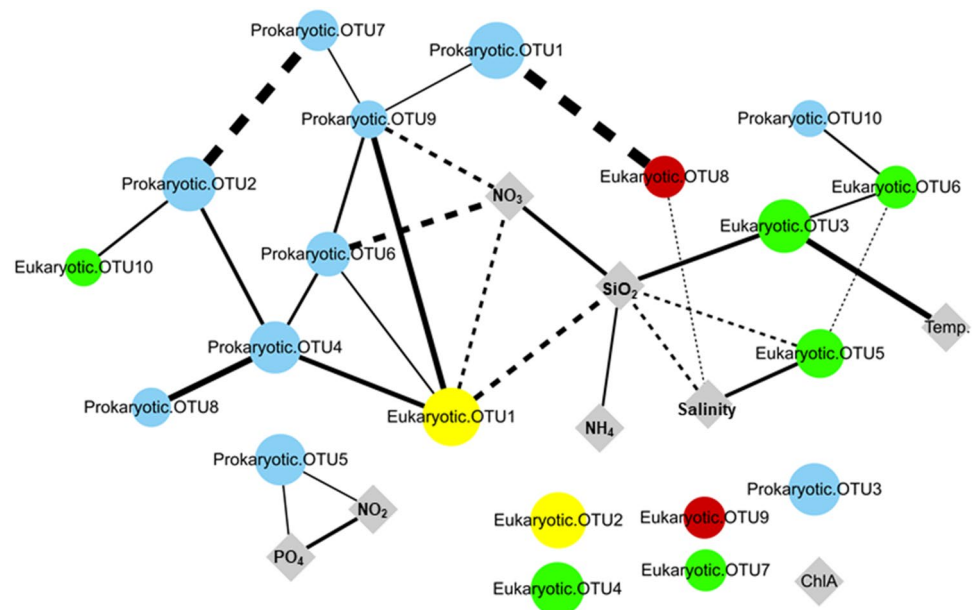 Prokaryotic.OTU7
Prokaryotic.OTU1
Prokaryotic.OTU9
Prokaryotic.OTU10
Prokaryotic.OTU2
Eukaryotic.OTU8
Eukaryotic.OTU6
NO₃
Eukaryotic.OTU3
Prokaryotic.OTU6
Eukaryotic.OTU10
SiO₂
Temp.
Prokaryotic.OTU4
Eukaryotic.OTU5
Prokaryotic.OTU8
Eukaryotic.OTU1
Salinity
NH₄
Prokaryotic.OTU5
Prokaryotic.OTU3
NO₂
Eukaryotic.OTU2
Eukaryotic.OTU9
PO₄
Eukaryotic.OTU4
Eukaryotic.OTU7
ChlA